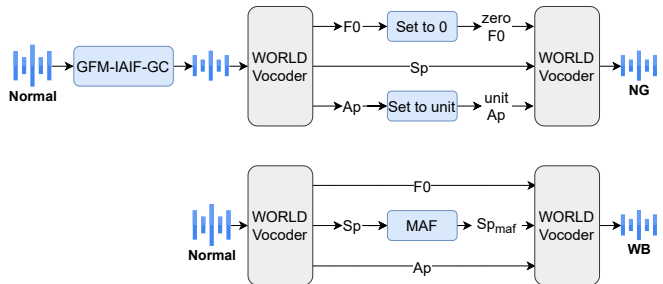 F0
Set to 0
zero
F0
GFM-IAIF-GC
Normal
WORLD
Vocoder
Sp
WORLD
Vocoder
NG
Ap
Set to unit
unit
Ap
F0
WORLD
Vocoder
Normal
Sp
MAF
Sp_maf
WORLD
Vocoder
WB
Ap